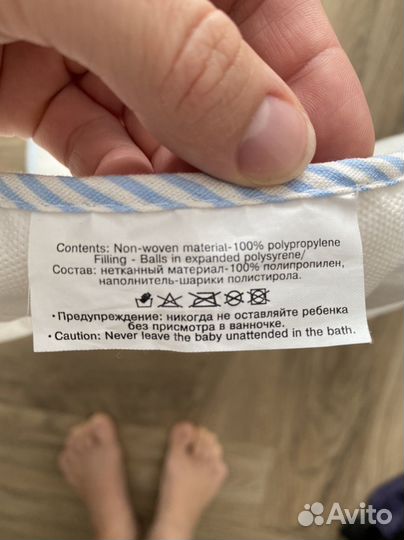 Contents: Non-woven material-100% polypropylene
Filling - Balls in expanded polysyrene/
Состав: нетканный материал-100% полипропилен,
наполнитель-шарики полистирола.
• Предупреждение: никогда не оставляйте ребенка
без присмотра в ванночке.
• Caution: Never leave the baby unattended in the bath.
Avito